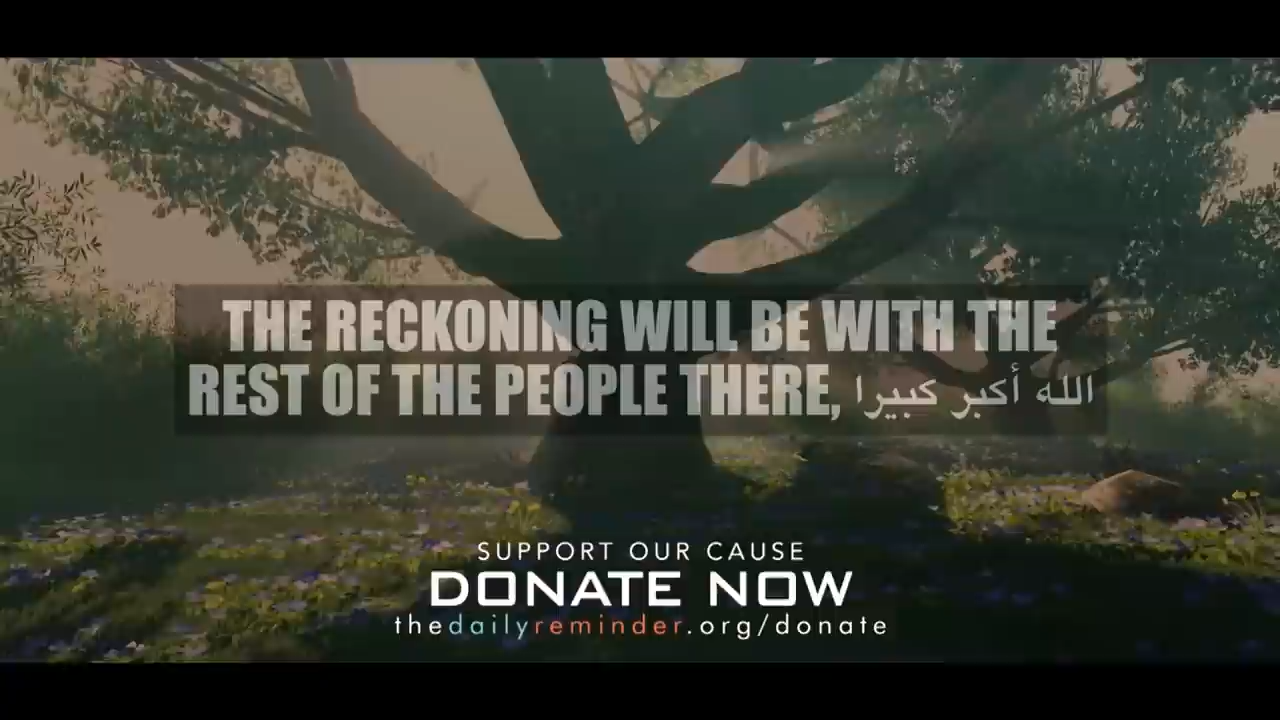 THE RECKONING WILL BE WITH THE
REST OF THE PEOPLE THERE, الله أكبر كبيرا
SUPPORT OUR CAUSE
DONATE NOW
thedailyreminder.org/donate